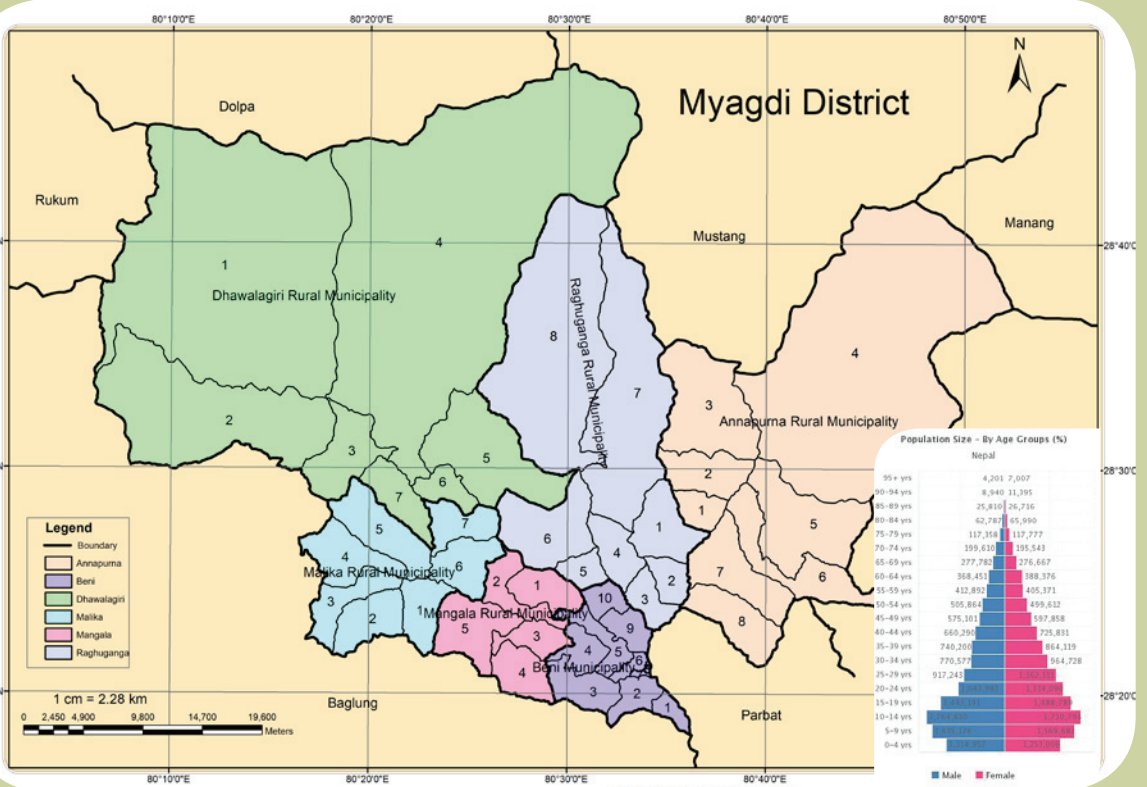 80°10'0"E
80°20'0"E
80°30'0"E
80°40'0"E
80°50'0"E
N
Myagdi District
Dolpa
Rukum
Mustang
Manang
28°40'0
4
1
Dhawalagiri Rural Municipality
8
Raghuganga Rural Municipality
7
4
3
Annapurna Rural Municipality
2
3
5
6
7
28°30'0
2
1
5
7
6
8
6
1
4
5
2
3
5
7
4
6
Malika Rural Municipality
3
2
1
2
1
Mangala Rural Municipality
5
3
4
10
9
4
5
6
7
8
Beni Municipality
3
2
1
28°20'0
Baglung
Parbat
Legend
Boundary
Annapurna
Beni
Dhawalagiri
Malika
Mangala
Raghuganga
1 cm = 2.28 km
0 2,450 4,900 9,800 14,700 19,600
Meters
80°10'0"E
80°20'0"E
80°30'0"E
80°40'0"E
Population Size - By Age Groups (%)
Nepal
95+ yrs 4,201 7,007
90-94 yrs 8,940 11,395
85-89 yrs 25,810 26,716
80-84 yrs 62,787 65,990
75-79 yrs 117,358 117,777
70-74 yrs 199,610 195,543
65-69 yrs 277,782 276,667
60-64 yrs 368,451 388,376
55-59 yrs 412,892 405,371
50-54 yrs 505,864 499,612
45-49 yrs 575,101 597,858
40-44 yrs 660,290 725,831
35-39 yrs 740,200 864,119
30-34 yrs 770,577 964,728
25-29 yrs 917,243
20-24 yrs
15-19 yrs
10-14 yrs
5-9 yrs
0-4 yrs
Male Female